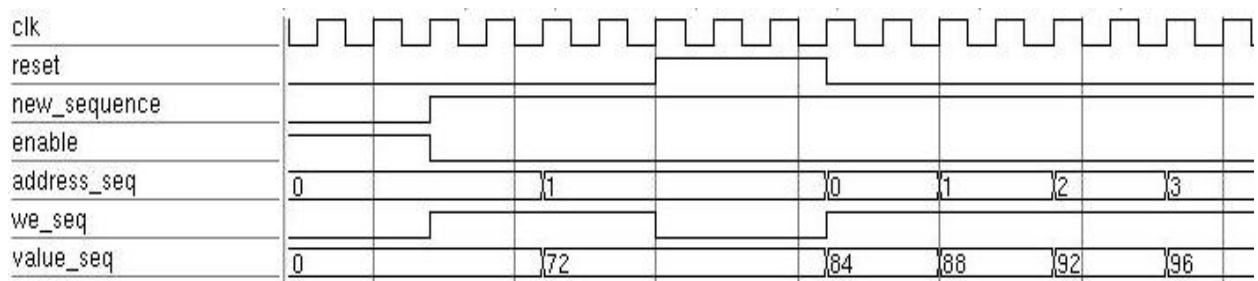 clk
reset
new_sequence
enable
address_seq 0 1 0 1 2 3
we_seq
value_seq 0 72 84 88 92 96